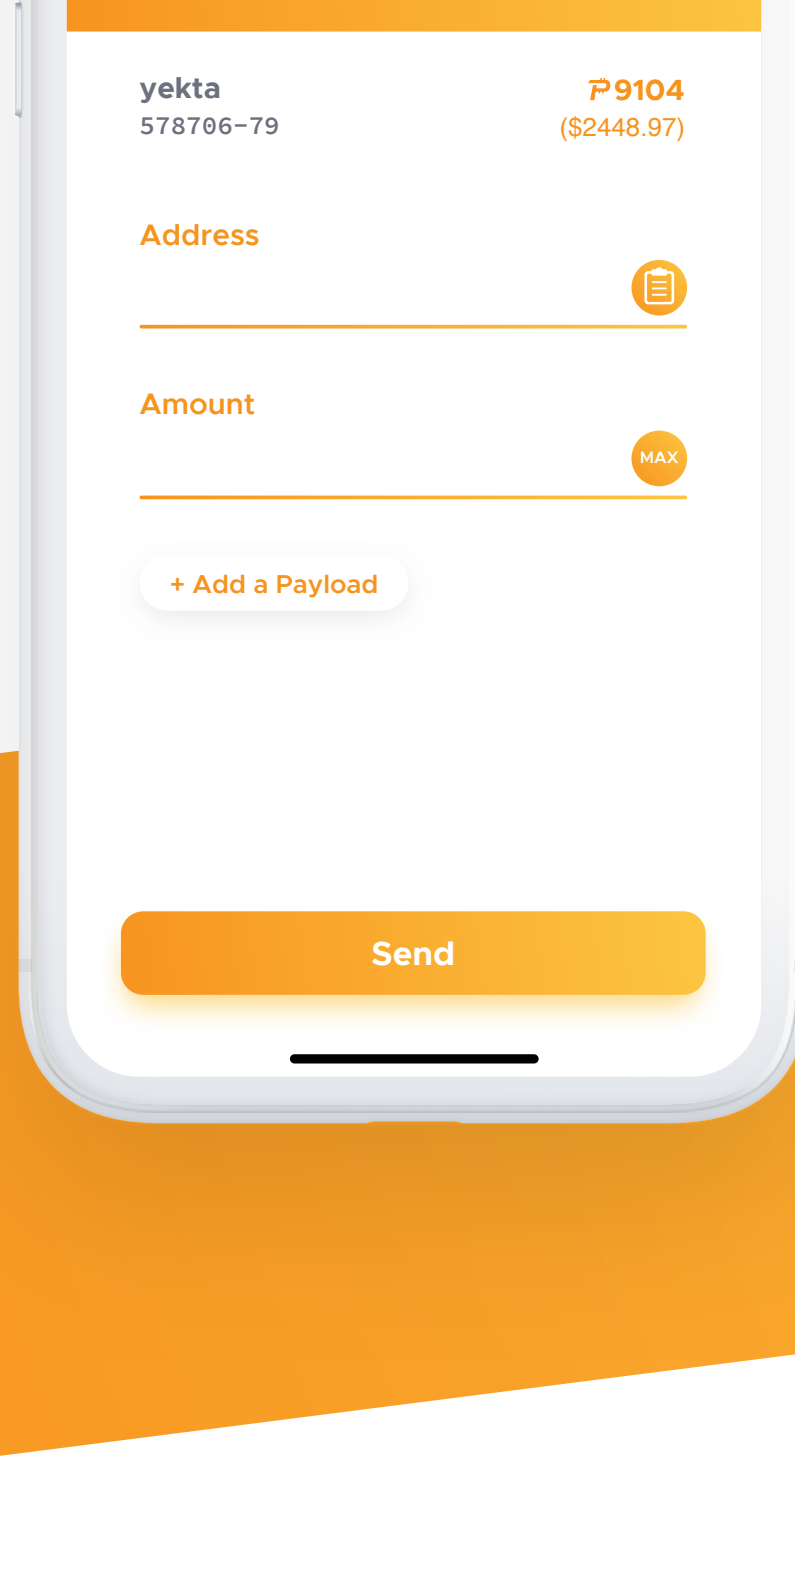 yekta
₱9104
578706-79
($2448.97)
Address
Amount
MAX
+ Add a Payload
Send